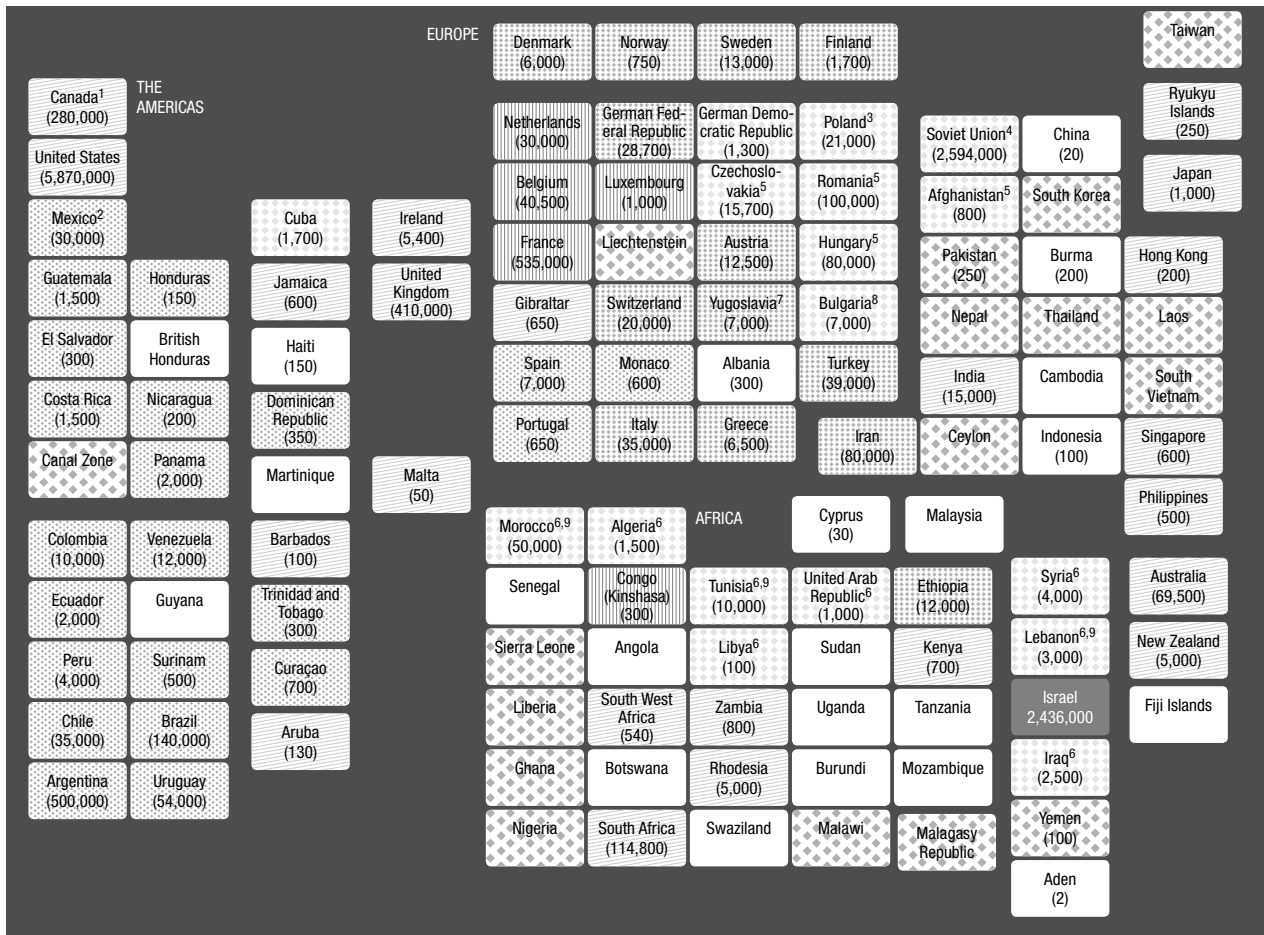 EUROPE
Denmark
(6,000)
Norway
(750)
Sweden
(13,000)
Finland
(1,700)
Taiwan
THE
AMERICAS
Canada1
(280,000)
Ryukyu
Islands
(250)
Netherlands
(30,000)
German Fed-
eral Republic
(28,700)
German Demo-
cratic Republic
(1,300)
Poland3
(21,000)
Soviet Union4
(2,594,000)
China
(20)
United States
(5,870,000)
Japan
(1,000)
Belgium
(40,500)
Luxembourg
(1,000)
Czechoslo-
vakia5
(15,700)
Romania5
(100,000)
Afghanistan5
(800)
South Korea
Mexico2
(30,000)
Cuba
(1,700)
Ireland
(5,400)
France
(535,000)
Liechtenstein
Austria
(12,500)
Hungary5
(80,000)
Pakistan
(250)
Burma
(200)
Hong Kong
(200)
Guatemala
(1,500)
Honduras
(150)
Jamaica
(600)
United
Kingdom
(410,000)
Gibraltar
(650)
Switzerland
(20,000)
Yugoslavia7
(7,000)
Bulgaria8
(7,000)
Nepal
Thailand
Laos
El Salvador
(300)
British
Honduras
Haiti
(150)
Spain
(7,000)
Monaco
(600)
Albania
(300)
Turkey
(39,000)
India
(15,000)
Cambodia
South
Vietnam
Costa Rica
(1,500)
Nicaragua
(200)
Dominican
Republic
(350)
Portugal
(650)
Italy
(35,000)
Greece
(6,500)
Iran
(80,000)
Ceylon
Indonesia
(100)
Singapore
(600)
Canal Zone
Panama
(2,000)
Martinique
Malta
(50)
Philippines
(500)
AFRICA
Morocco6,9
(50,000)
Algeria6
(1,500)
Cyprus
(30)
Malaysia
Colombia
(10,000)
Venezuela
(12,000)
Barbados
(100)
Senegal
Congo
(Kinshasa)
(300)
Tunisia6,9
(10,000)
United Arab
Republic6
(1,000)
Ethiopia
(12,000)
Syria6
(4,000)
Australia
(69,500)
Ecuador
(2,000)
Guyana
Trinidad and
Tobago
(300)
Sierra Leone
Angola
Libya6
(100)
Sudan
Kenya
(700)
Lebanon6,9
(3,000)
New Zealand
(5,000)
Peru
(4,000)
Surinam
(500)
Curaçao
(700)
Liberia
South West
Africa
(540)
Zambia
(800)
Uganda
Tanzania
Israel
2,436,000
Fiji Islands
Chile
(35,000)
Brazil
(140,000)
Aruba
(130)
Ghana
Botswana
Rhodesia
(5,000)
Burundi
Mozambique
Iraq6
(2,500)
Argentina
(500,000)
Uruguay
(54,000)
Nigeria
South Africa
(114,800)
Swaziland
Malawi
Malagasy
Republic
Yemen
(100)
Aden
(2)